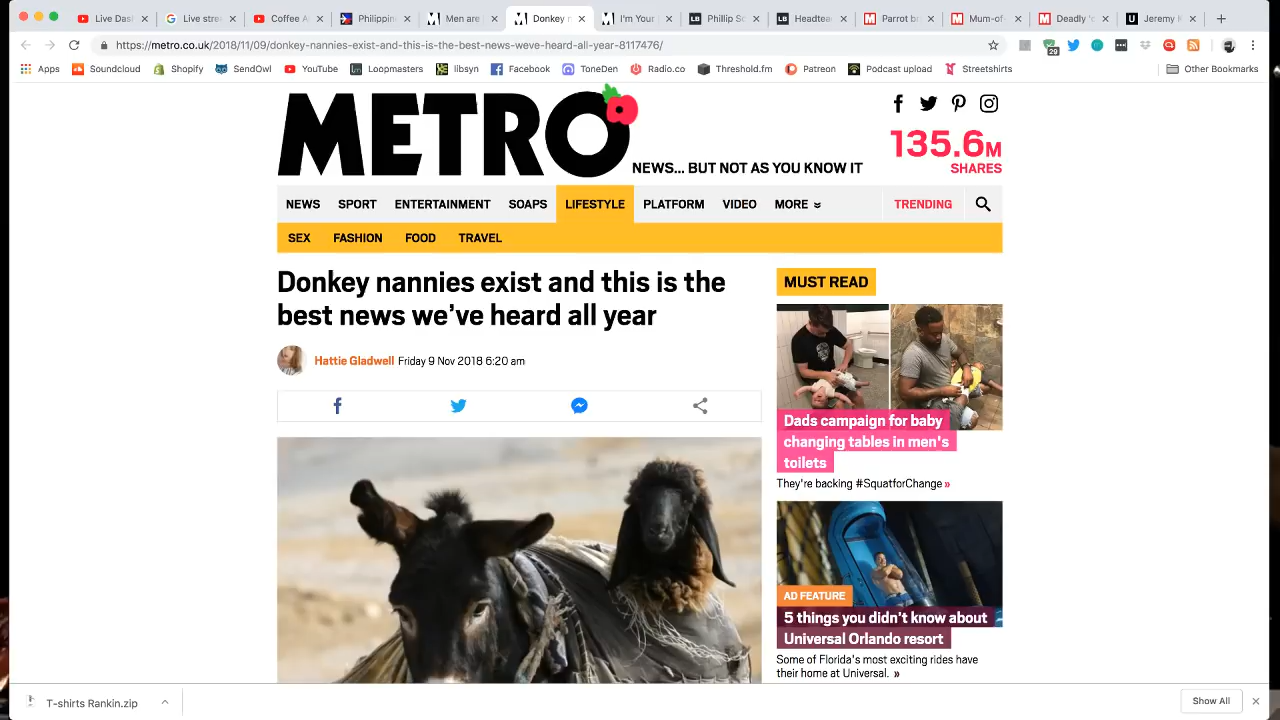 Live Das
Live stre
Coffee A
Philippin
Men are
Donkey n
I'm Your
Phillip Sc
Headtea
Parrot b
Mum-of-
Deadly '
Jeremy K
https://metro.co.uk/2018/11/09/donkey-nannies-exist-and-this-is-the-best-news-weve-heard-all-year-8117476/
29
Apps Soundcloud Shopify SendOwl YouTube Loopmasters libsyn Facebook ToneDen Radio.co Threshold.fm Patreon Podcast upload Streetshirts Other Bookmarks
METRO
NEWS... BUT NOT AS YOU KNOW IT
135.6M
SHARES
NEWS SPORT ENTERTAINMENT SOAPS LIFESTYLE PLATFORM VIDEO MORE TRENDING
SEX FASHION FOOD TRAVEL
Donkey nannies exist and this is the
best news we've heard all year
Hattie Gladwell Friday 9 Nov 2018 6:20 am
MUST READ
Dads campaign for baby
changing tables in men's
toilets
They're backing #SquatforChange »
AD FEATURE
5 things you didn't know about
Universal Orlando resort
Some of Florida's most exciting rides have
their home at Universal. »
T-shirts Rankin.zip
Show All